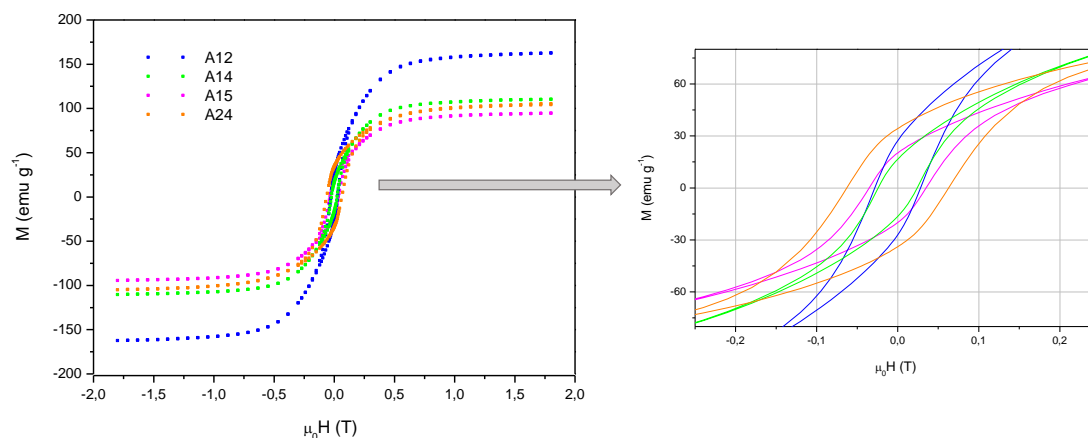 200
150
100
50
0
-50
-100
-150
-200
M (emu g⁻¹)
A12
A14
A15
A24
-2,0 -1,5 -1,0 -0,5 0,0 0,5 1,0 1,5 2,0
μ₀H (T)
60
30
0
-30
-60
M (emu g⁻¹)
-0,2 -0,1 0,0 0,1 0,2
μ₀H (T)